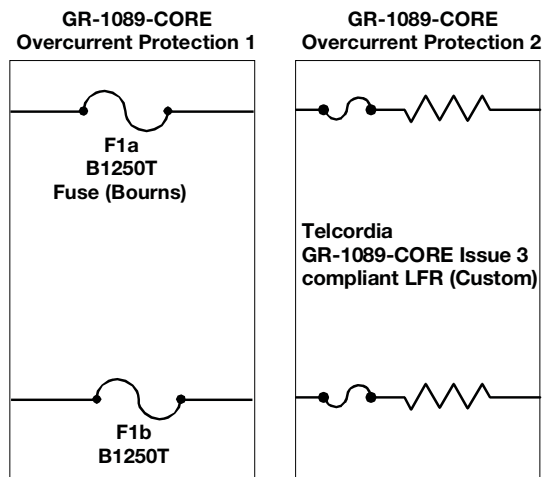 GR-1089-CORE
Overcurrent Protection 1
F1a
B1250T
Fuse (Bourns)
F1b
B1250T
GR-1089-CORE
Overcurrent Protection 2
Telcordia
GR-1089-CORE Issue 3
compliant LFR (Custom)